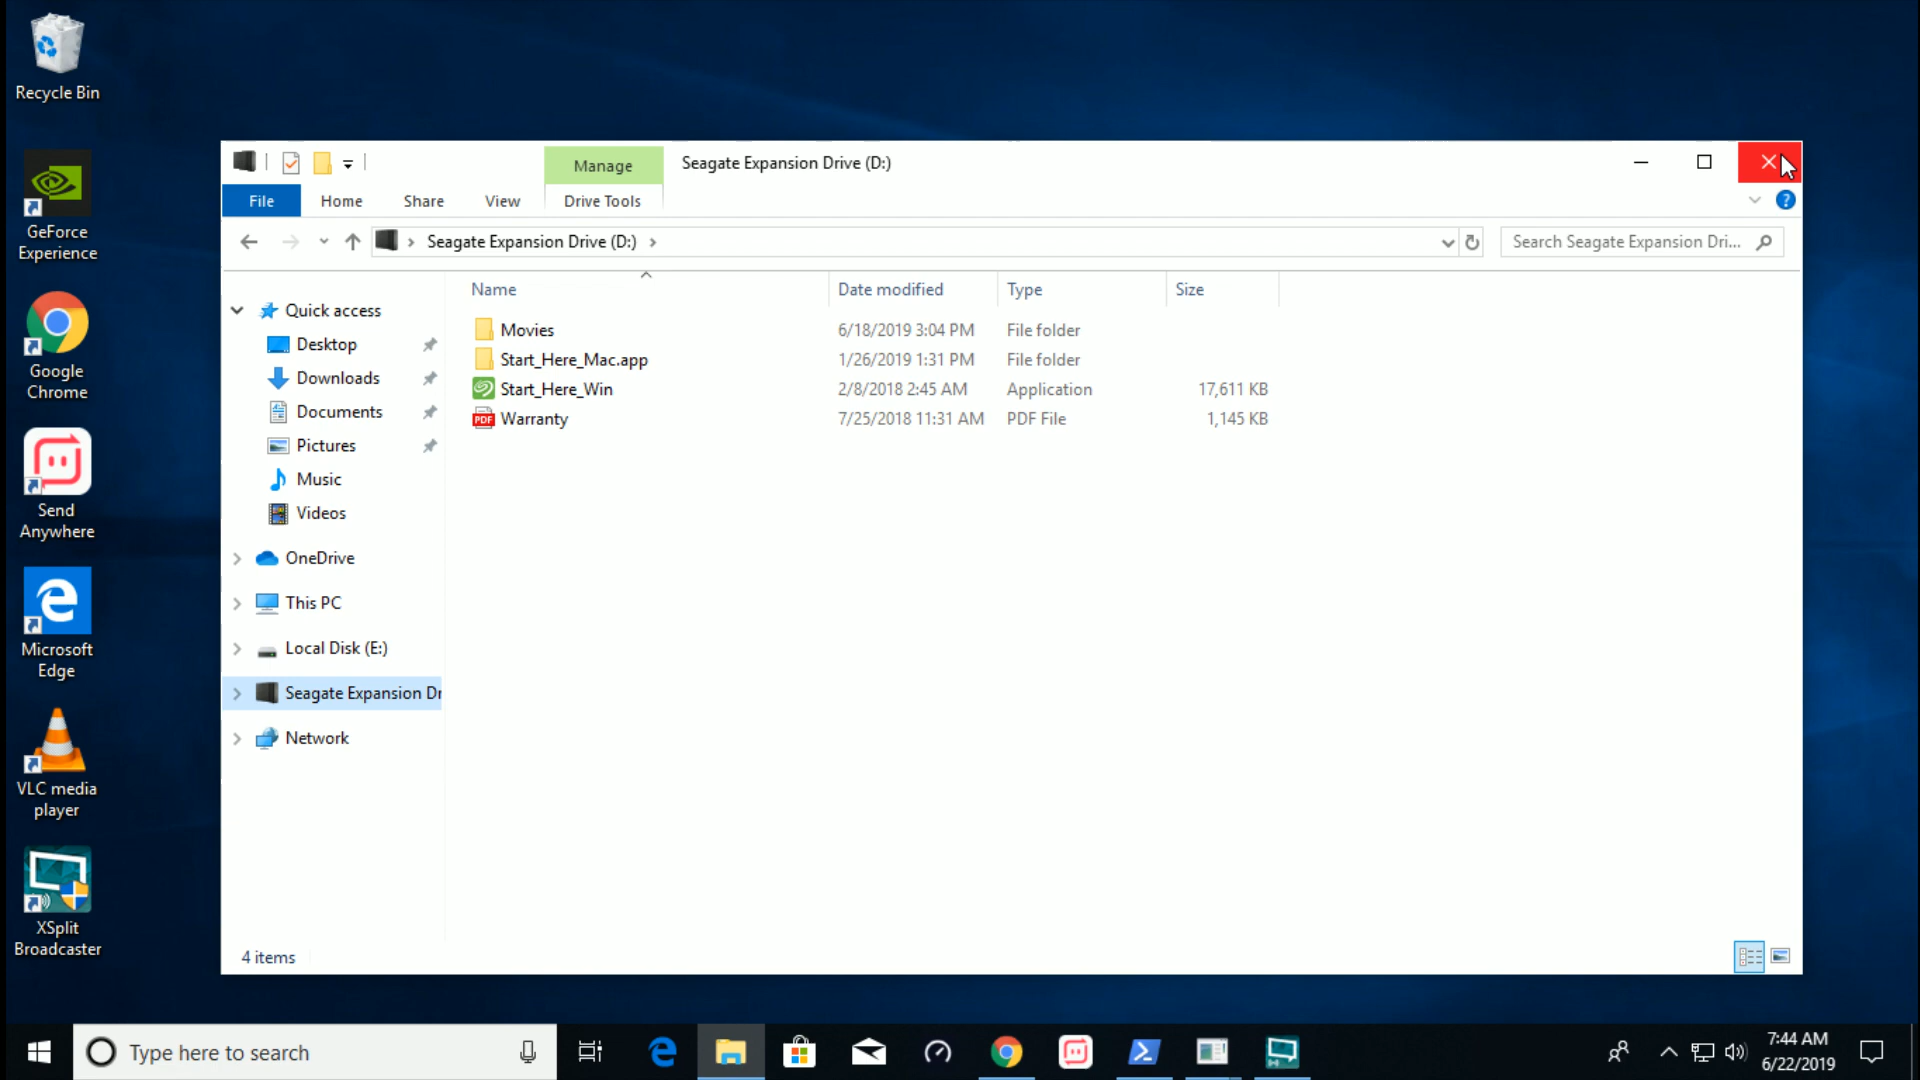 Recycle Bin
GeForce
Experience
Google
Chrome
Send
Anywhere
Microsoft
Edge
VLC media
player
XSplit
Broadcaster
Manage
Seagate Expansion Drive (D:)
File
Home
Share
View
Drive Tools
Seagate Expansion Drive (D:)
Search Seagate Expansion Dri...
Name
Date modified
Type
Size
Movies 6/18/2019 3:04 PM File folder
Start_Here_Mac.app 1/26/2019 1:31 PM File folder
Start_Here_Win 2/8/2018 2:45 AM Application 17,611 KB
PDF Warranty 7/25/2018 11:31 AM PDF File 1,145 KB
Quick access
Desktop
Downloads
Documents
Pictures
Music
Videos
OneDrive
This PC
Local Disk (E:)
Seagate Expansion Dr
Network
4 items
Type here to search
7:44 AM
6/22/2019